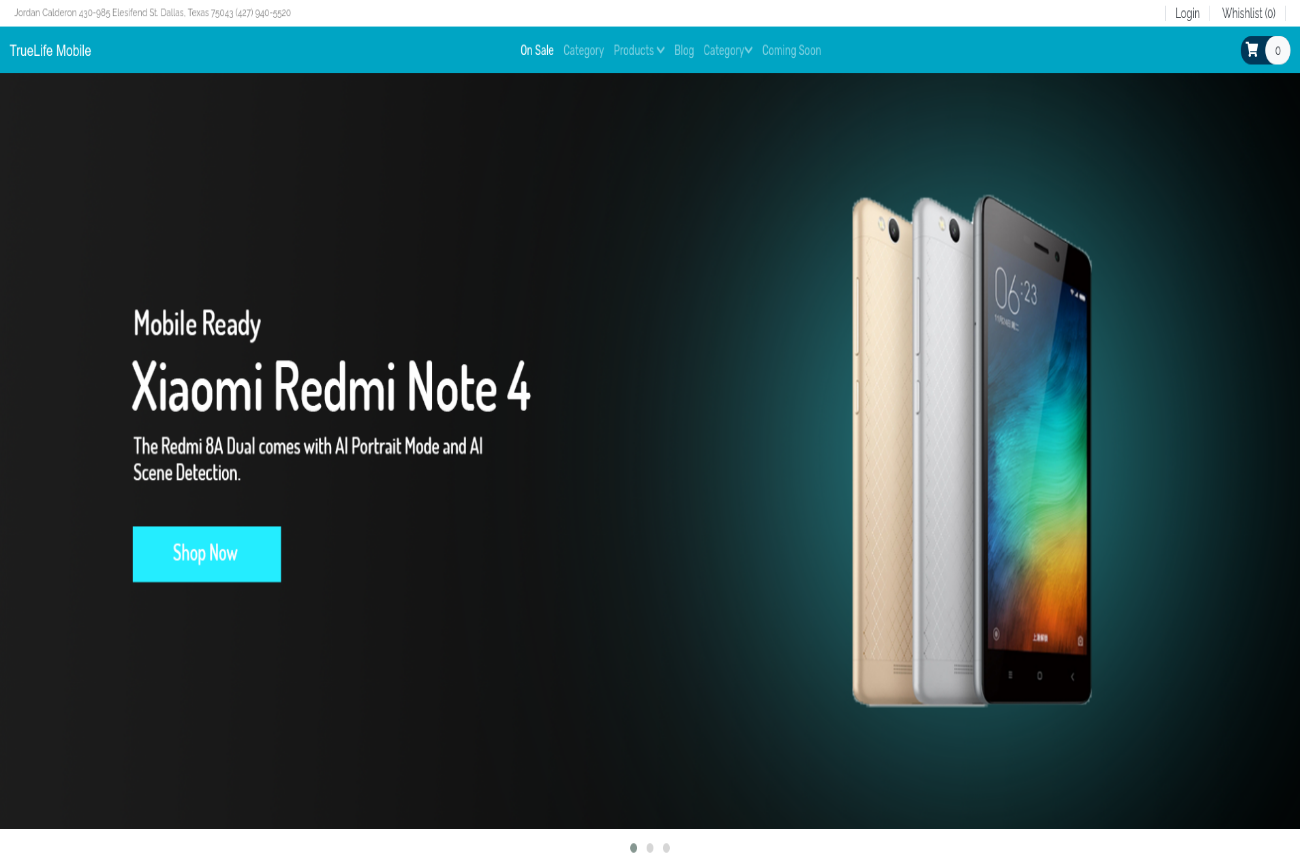 Jordan Calderon 430-985 Eleifend St. Dallas, Texas 75043 (427) 940-5520
Login
Whishlist (0)
TrueLife Mobile
On Sale
Category
Products
Blog
Category
Coming Soon
0
06:23
Mobile Ready
Xiaomi Redmi Note 4
The Redmi 8A Dual comes with AI Portrait Mode and AI
Scene Detection.
Shop Now